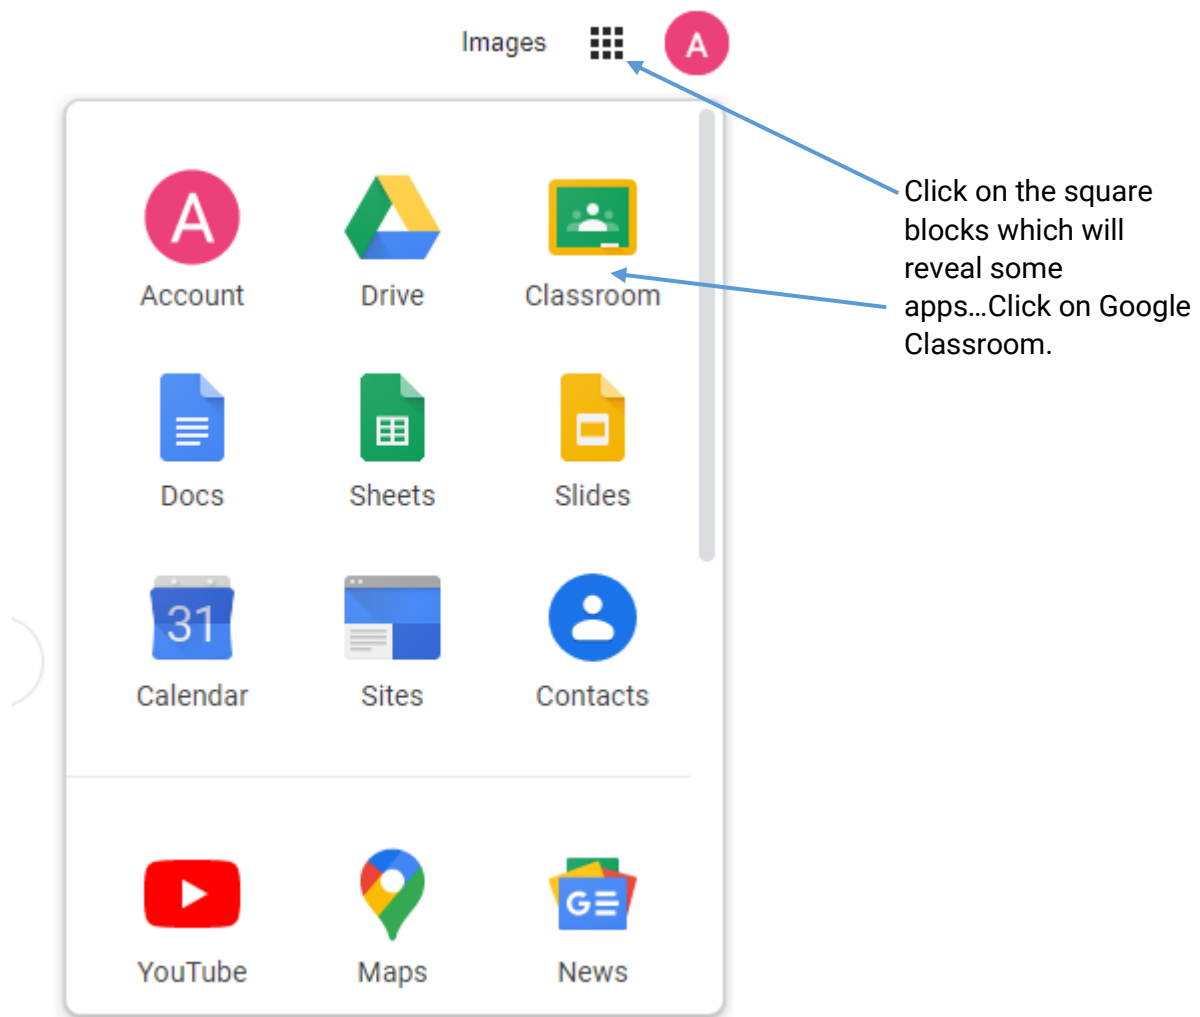 Images
A
Click on the square
blocks which will
reveal some
apps...Click on Google
Classroom.
A
Account
Drive
Classroom
Docs
Sheets
Slides
31
Calendar
Sites
Contacts
YouTube
Maps
G
News